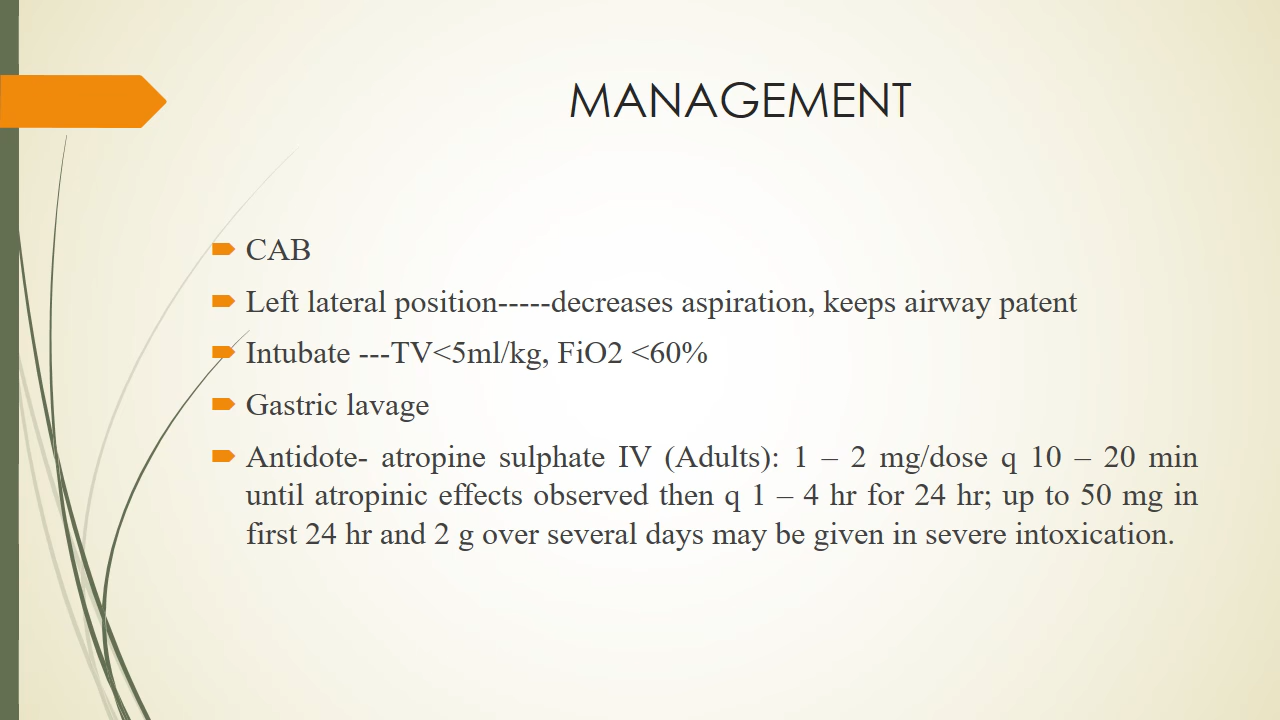 MANAGEMENT
CAB
Left lateral position-----decreases aspiration, keeps airway patent
Intubate ---TV<5ml/kg, FiO2 <60%
Gastric lavage
Antidote- atropine sulphate IV (Adults): 1 – 2 mg/dose q 10 – 20 min
until atropinic effects observed then q 1 – 4 hr for 24 hr; up to 50 mg in
first 24 hr and 2 g over several days may be given in severe intoxication.